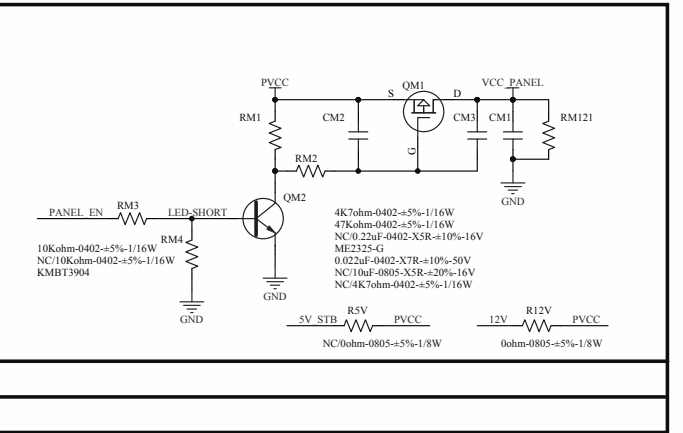 PVCC
QM1
VCC_PANEL
S
D
RM1
CM2
CM3
CM1
RM121
G
RM2
GND
QM2
PANEL_EN
RM3
LED-SHORT
RM4
10Kohm-0402-±5%-1/16W
NC/10Kohm-0402-±5%-1/16W
KMBT3904
GND
GND
4K7ohm-0402-±5%-1/16W
47Kohm-0402-±5%-1/16W
NC/0.22uF-0402-X5R-±10%-16V
ME2325-G
0.022uF-0402-X7R-±10%-50V
NC/10uF-0805-X5R-±20%-16V
NC/4K7ohm-0402-±5%-1/16W
5V_STB
R5V
PVCC
NC/0ohm-0805-±5%-1/8W
12V
R12V
PVCC
0ohm-0805-±5%-1/8W